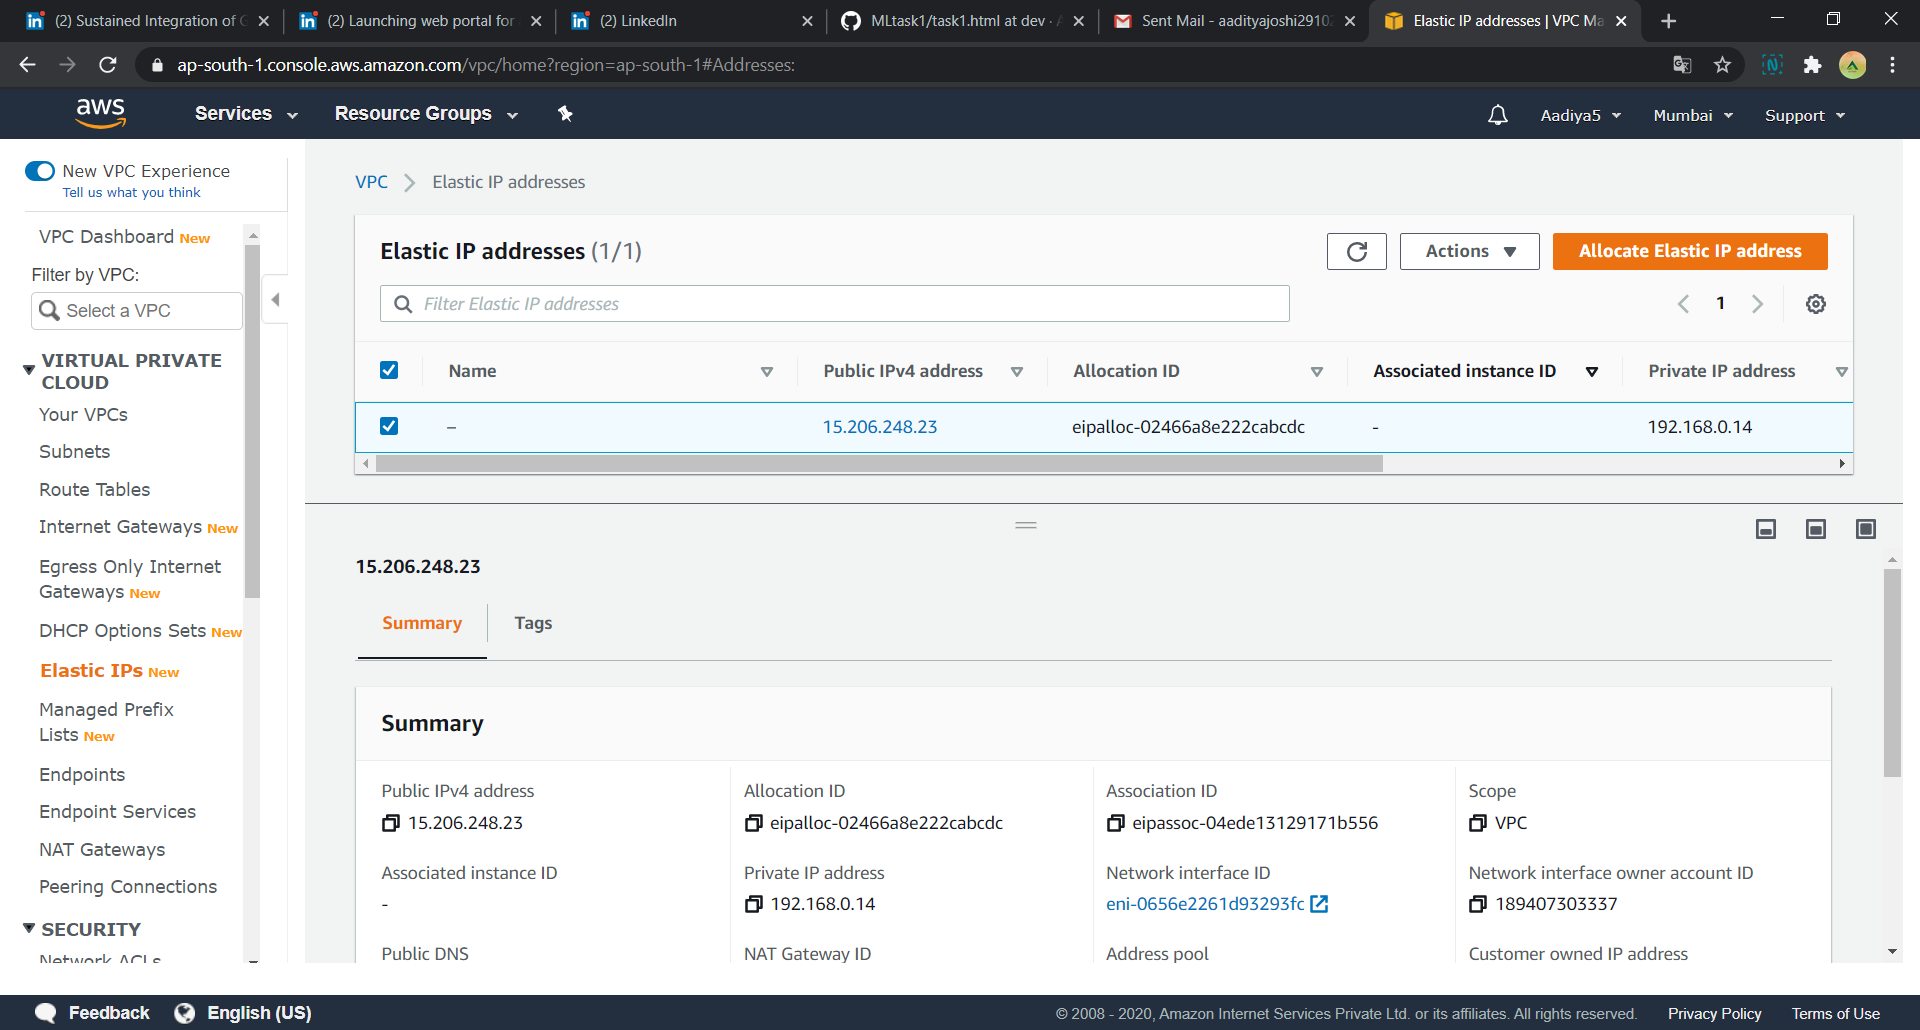 (2) Sustained Integration of
(2) Launching web portal for
(2) LinkedIn
MLtask1/task1.html at dev ·
Sent Mail - aadityajoshi2910
Elastic IP addresses | VPC Ma
ap-south-1.console.aws.amazon.com/vpc/home?region=ap-south-1#Addresses:
aws
Services
Resource Groups
Aadiya5
Mumbai
Support
New VPC Experience
Tell us what you think
VPC Dashboard New
Filter by VPC:
Select a VPC
VIRTUAL PRIVATE
CLOUD
Your VPCs
Subnets
Route Tables
Internet Gateways New
Egress Only Internet
Gateways New
DHCP Options Sets New
Elastic IPs New
Managed Prefix
Lists New
Endpoints
Endpoint Services
NAT Gateways
Peering Connections
SECURITY
Network ACLs
VPC > Elastic IP addresses
Elastic IP addresses (1/1)
Actions
Allocate Elastic IP address
Filter Elastic IP addresses
1
Name
Public IPv4 address
Allocation ID
Associated instance ID
Private IP address
–
15.206.248.23
eipalloc-02466a8e222cabcdc
-
192.168.0.14
15.206.248.23
Summary
Tags
Summary
Public IPv4 address
15.206.248.23
Allocation ID
eipalloc-02466a8e222cabcdc
Association ID
eipassoc-04ede13129171b556
Scope
VPC
Associated instance ID
-
Private IP address
192.168.0.14
Network interface ID
eni-0656e2261d93293fc
Network interface owner account ID
189407303337
Public DNS
NAT Gateway ID
Address pool
Customer owned IP address
Feedback
English (US)
© 2008 - 2020, Amazon Internet Services Private Ltd. or its affiliates. All rights reserved.
Privacy Policy
Terms of Use